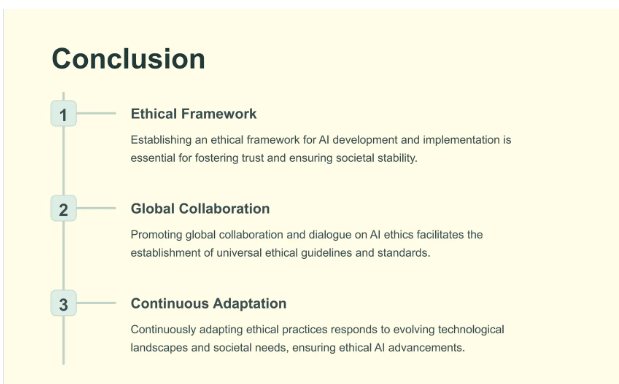 Conclusion
1
Ethical Framework
Establishing an ethical framework for AI development and implementation is
essential for fostering trust and ensuring societal stability.
2
Global Collaboration
Promoting global collaboration and dialogue on AI ethics facilitates the
establishment of universal ethical guidelines and standards.
3
Continuous Adaptation
Continuously adapting ethical practices responds to evolving technological
landscapes and societal needs, ensuring ethical AI advancements.